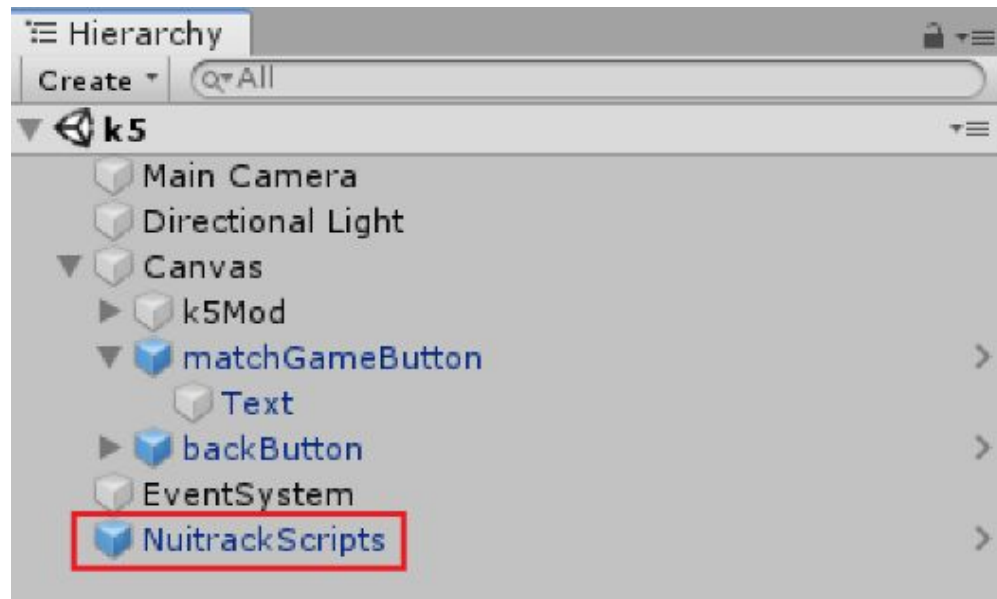 Hierarchy
Create All
k5
Main Camera
Directional Light
Canvas
k5Mod
matchGameButton
Text
backButton
EventSystem
NuitrackScripts